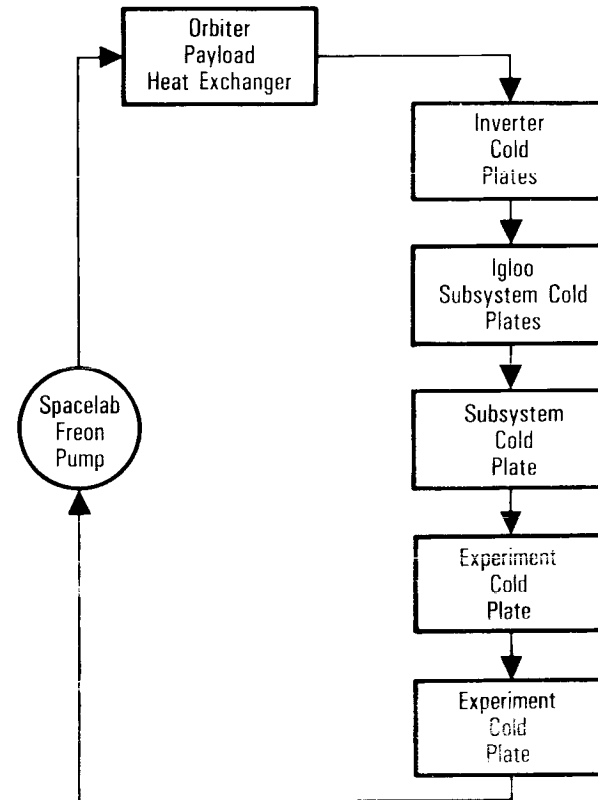 Orbiter
Payload
Heat Exchanger
Inverter
Cold
Plates
Igloo
Subsystem Cold
Plates
Spacelab
Freon
Pump
Subsystem
Cold
Plate
Experiment
Cold
Plate
Experiment
Cold
Plate